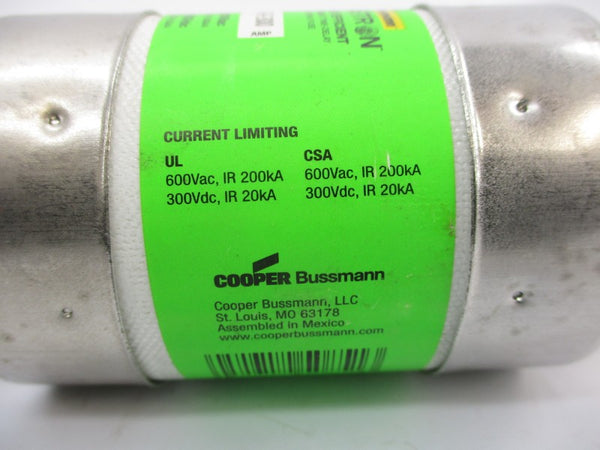 AMP
CURRENT LIMITING
UL CSA
600Vac, IR 200kA 600Vac, IR 200kA
300Vdc, IR 20kA 300Vdc, IR 20kA
COOPER Bussmann
Cooper Bussmann, LLC
St. Louis, MO 63178
Assembled in Mexico
www.cooperbussmann.com